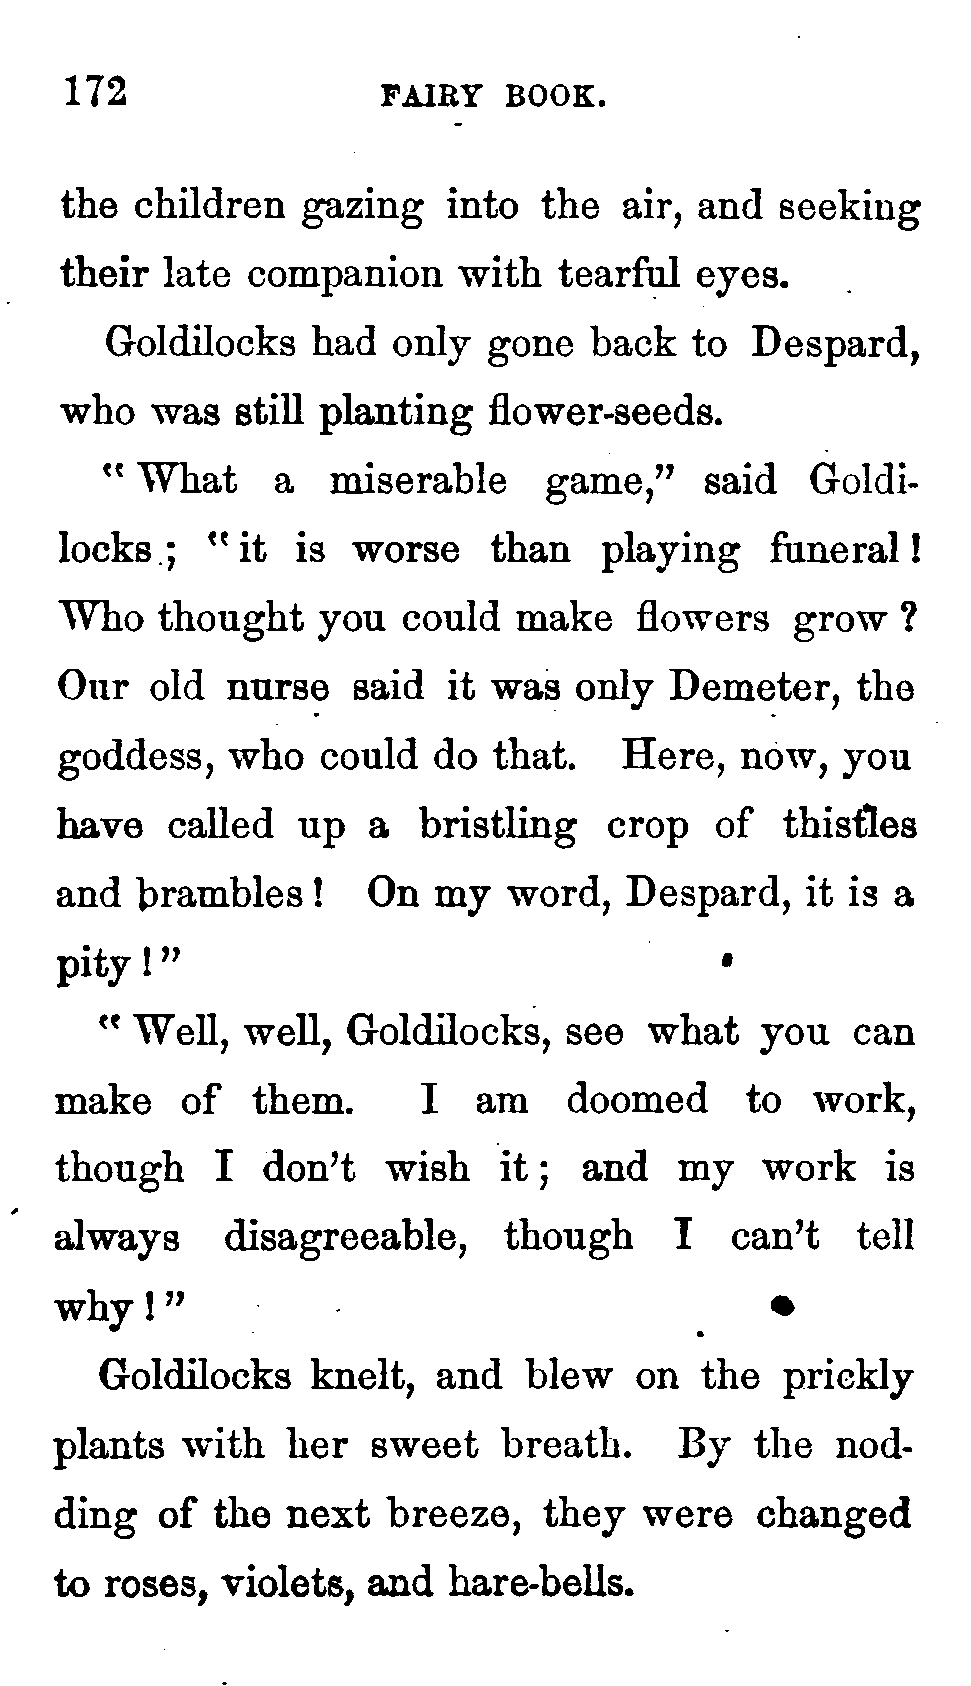 172 FAIRY BOOK.
the children gazing into the air, and seeking
their late companion with tearful eyes.
Goldilocks had only gone back to Despard,
who was still planting flower-seeds.
“What a miserable game,” said Goldi-
locks; “it is worse than playing funeral!
Who thought you could make flowers grow?
Our old nurse said it was only Demeter, the
goddess, who could do that. Here, now, you
have called up a bristling crop of thistles
and brambles! On my word, Despard, it is a
pity!”
“Well, well, Goldilocks, see what you can
make of them. I am doomed to work,
though I don’t wish it; and my work is
always disagreeable, though I can’t tell
why!”
Goldilocks knelt, and blew on the prickly
plants with her sweet breath. By the nod-
ding of the next breeze, they were changed
to roses, violets, and hare-bells.